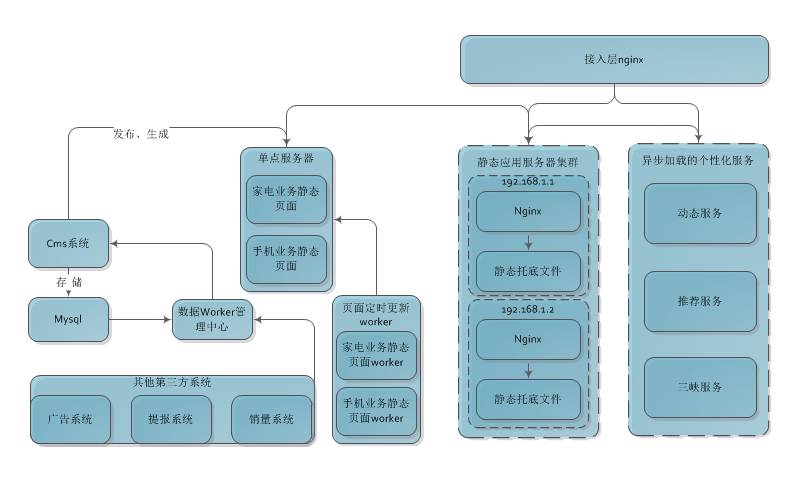 接入层nginx
发布、生成
单点服务器
家电业务静态
页面
手机业务静态
页面
静态应用服务器集群
192.168.1.1
Nginx
静态托底文件
192.168.1.2
Nginx
静态托底文件
异步加载的个性化服务
动态服务
推荐服务
三峡服务
Cms系统
存 储
Mysql
数据Worker管
理中心
页面定时更新
worker
家电业务静态
页面worker
手机业务静态
页面worker
其他第三方系统
广告系统
提报系统
销量系统